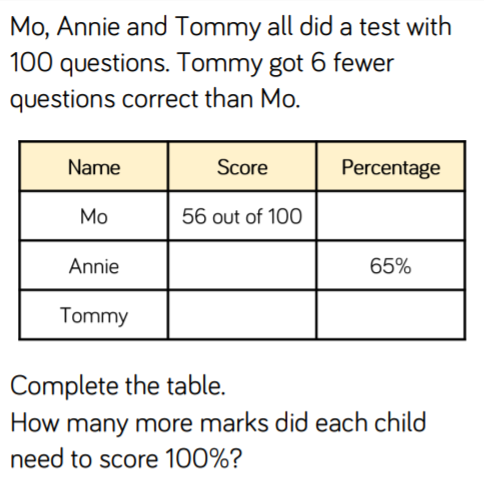 Mo, Annie and Tommy all did a test with
100 questions. Tommy got 6 fewer
questions correct than Mo.
Name Score Percentage
Mo 56 out of 100
Annie 65%
Tommy
Complete the table.
How many more marks did each child
need to score 100%?